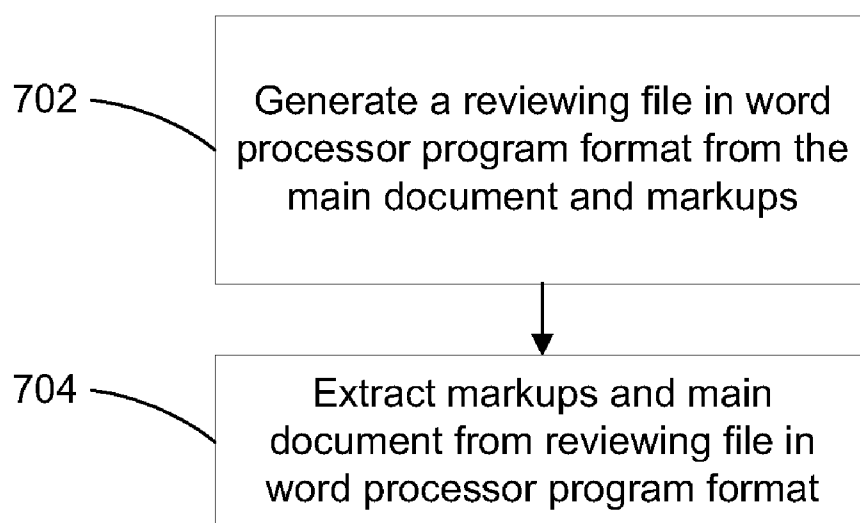 702
Generate a reviewing file in word
processor program format from the
main document and markups
704
Extract markups and main
document from reviewing file in
word processor program format